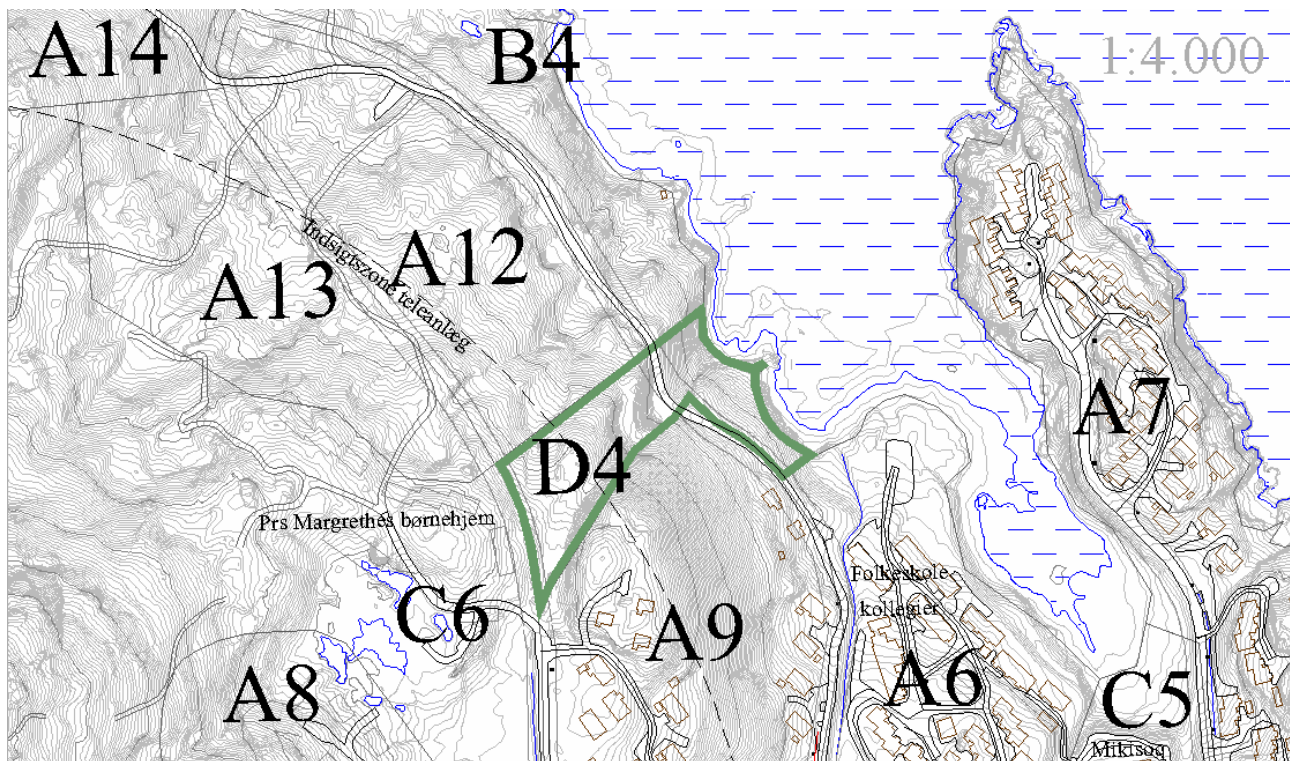 A14
B4
1:4.000
A12
Indsigtszone teleanlæg
A13
A7
D4
Prs Margrethes børnehjem
Folkeskole-
kollegier
C6
A9
A8
A6
C5
Miktsoq